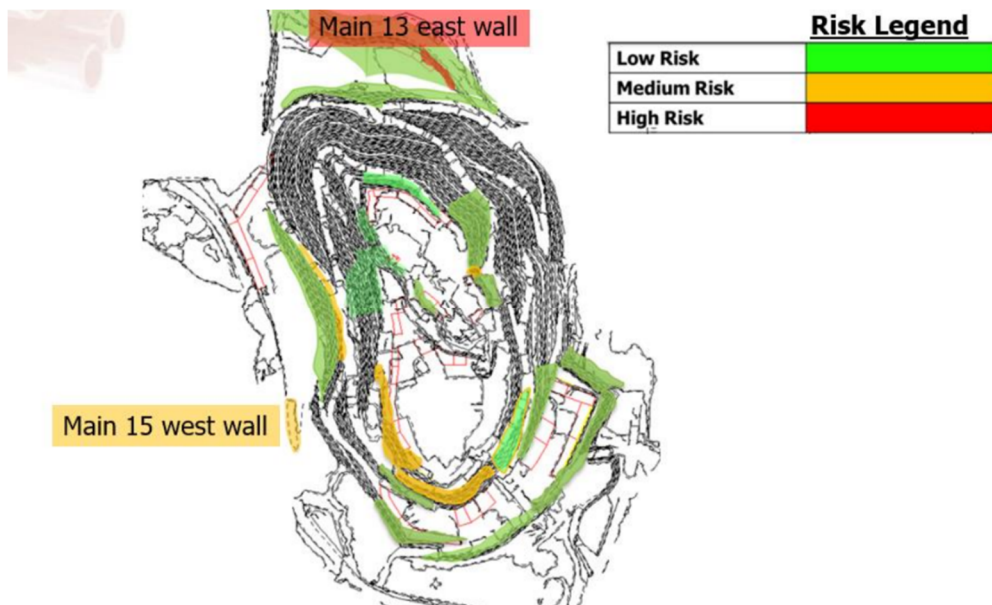 Main 13 east wall
Risk Legend
Low Risk
Medium Risk
High Risk
Main 15 west wall